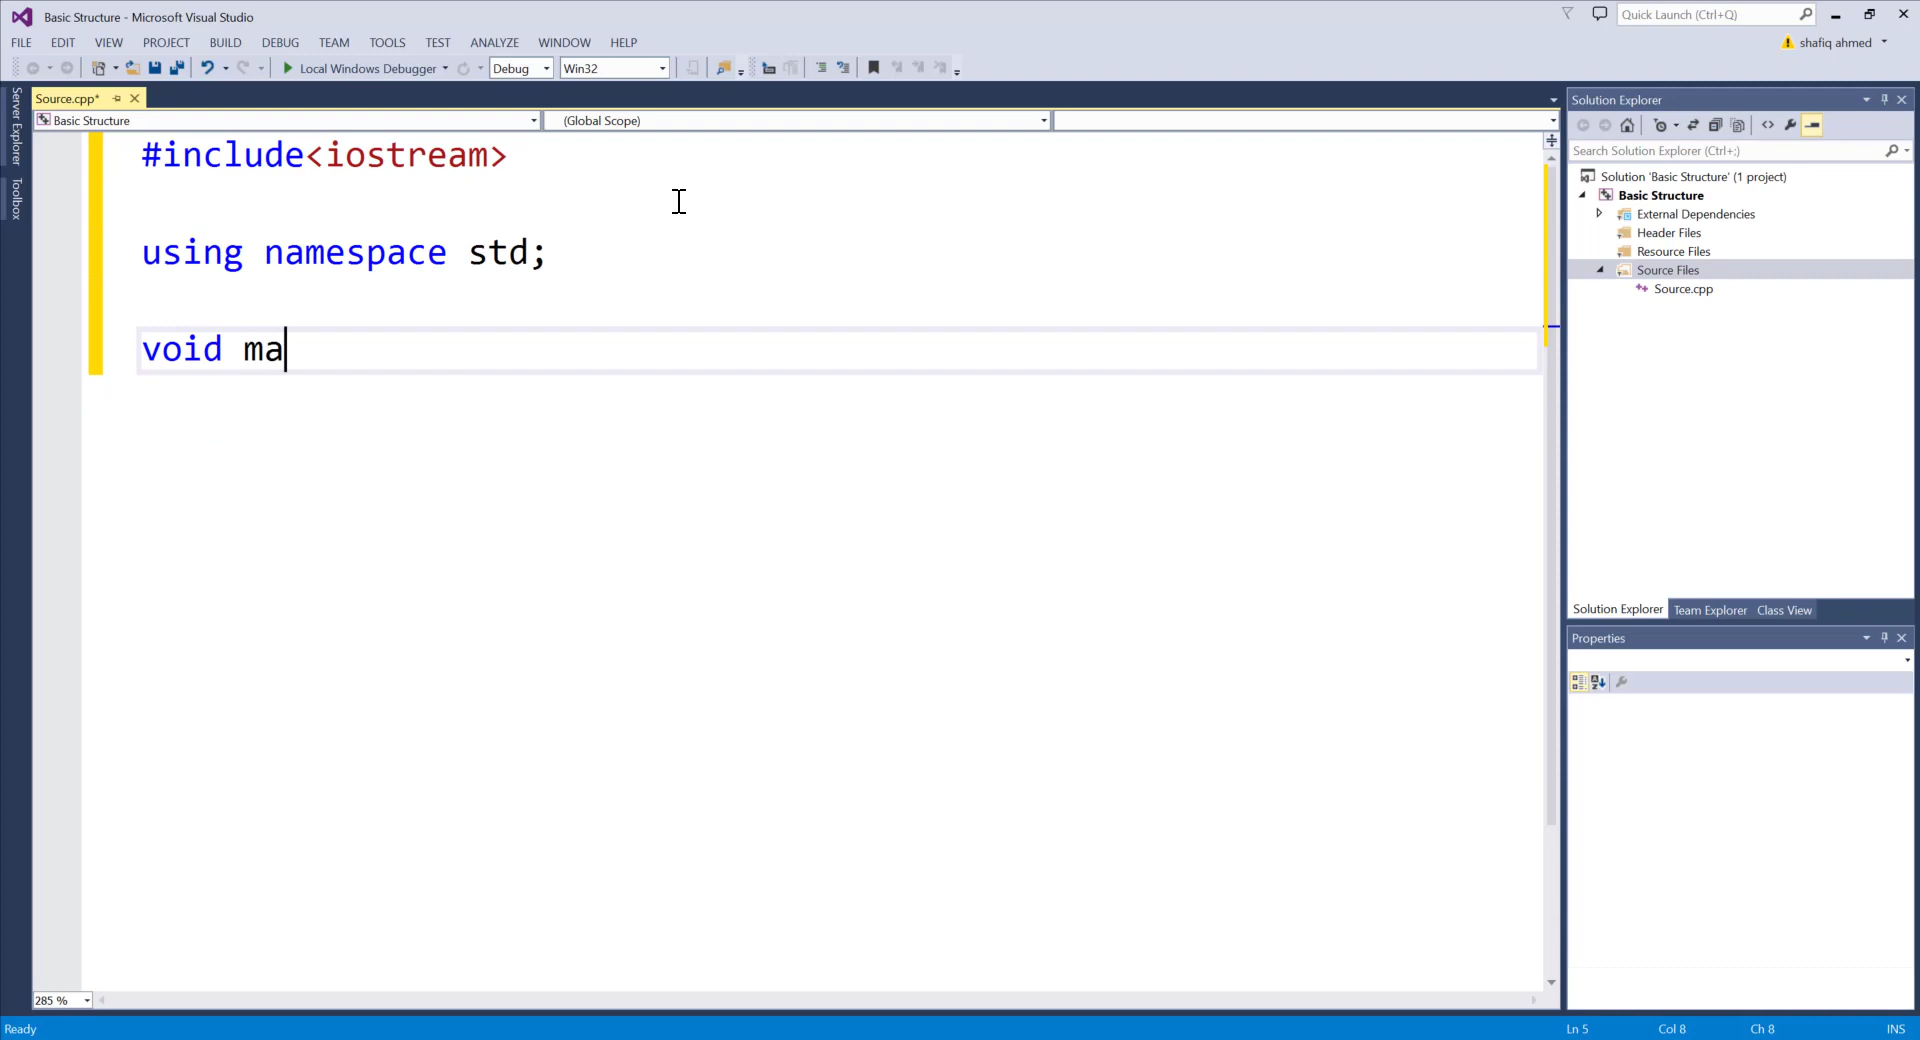 Basic Structure - Microsoft Visual Studio
Quick Launch (Ctrl+Q)
FILE EDIT VIEW PROJECT BUILD DEBUG TEAM TOOLS TEST ANALYZE WINDOW HELP
shafiq ahmed
Local Windows Debugger Debug Win32
Server Explorer
Toolbox
Source.cpp*
Basic Structure (Global Scope)
#include<iostream>
using namespace std;
void ma
285 %
Solution Explorer
Search Solution Explorer (Ctrl+;)
Solution 'Basic Structure' (1 project)
Basic Structure
External Dependencies
Header Files
Resource Files
Source Files
Source.cpp
Solution Explorer Team Explorer Class View
Properties
Ready Ln 5 Col 8 Ch 8 INS